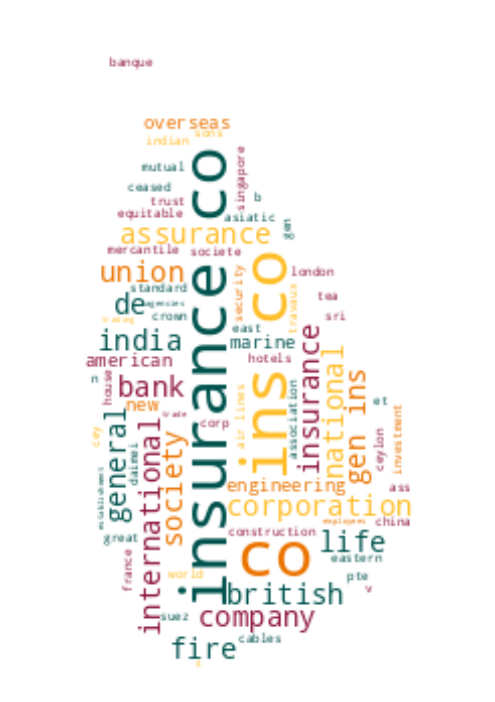 banque
overseas
sons
indian
insurance co
mutual
singapore
ceased
b
trust
equitable
asiatic
gen
assurance
mercantile
societe
ins co
union
security
london
standard
travaux
tea
de
agencies
crown
trading
sri
east
india
marine
insurance
national
american
hotels
gen ins
n
house
bank
air lines
association
et
new
trade
general
international
society
corp
investment
cey
daimei
ceylon
establishment
engineering
ass
corporation
employees
china
great
construction
co
life
france
eastern
world
pte
british
v
suez
company
cables
fire
s